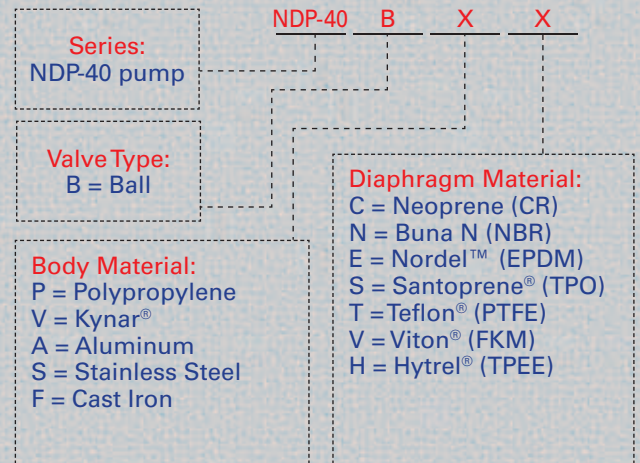 NDP-40 B X X
Series:
NDP-40 pump
Valve Type:
B = Ball
Body Material:
P = Polypropylene
V = Kynar®
A = Aluminum
S = Stainless Steel
F = Cast Iron
Diaphragm Material:
C = Neoprene (CR)
N = Buna N (NBR)
E = Nordel™ (EPDM)
S = Santoprene® (TPO)
T = Teflon® (PTFE)
V = Viton® (FKM)
H = Hytrel® (TPEE)